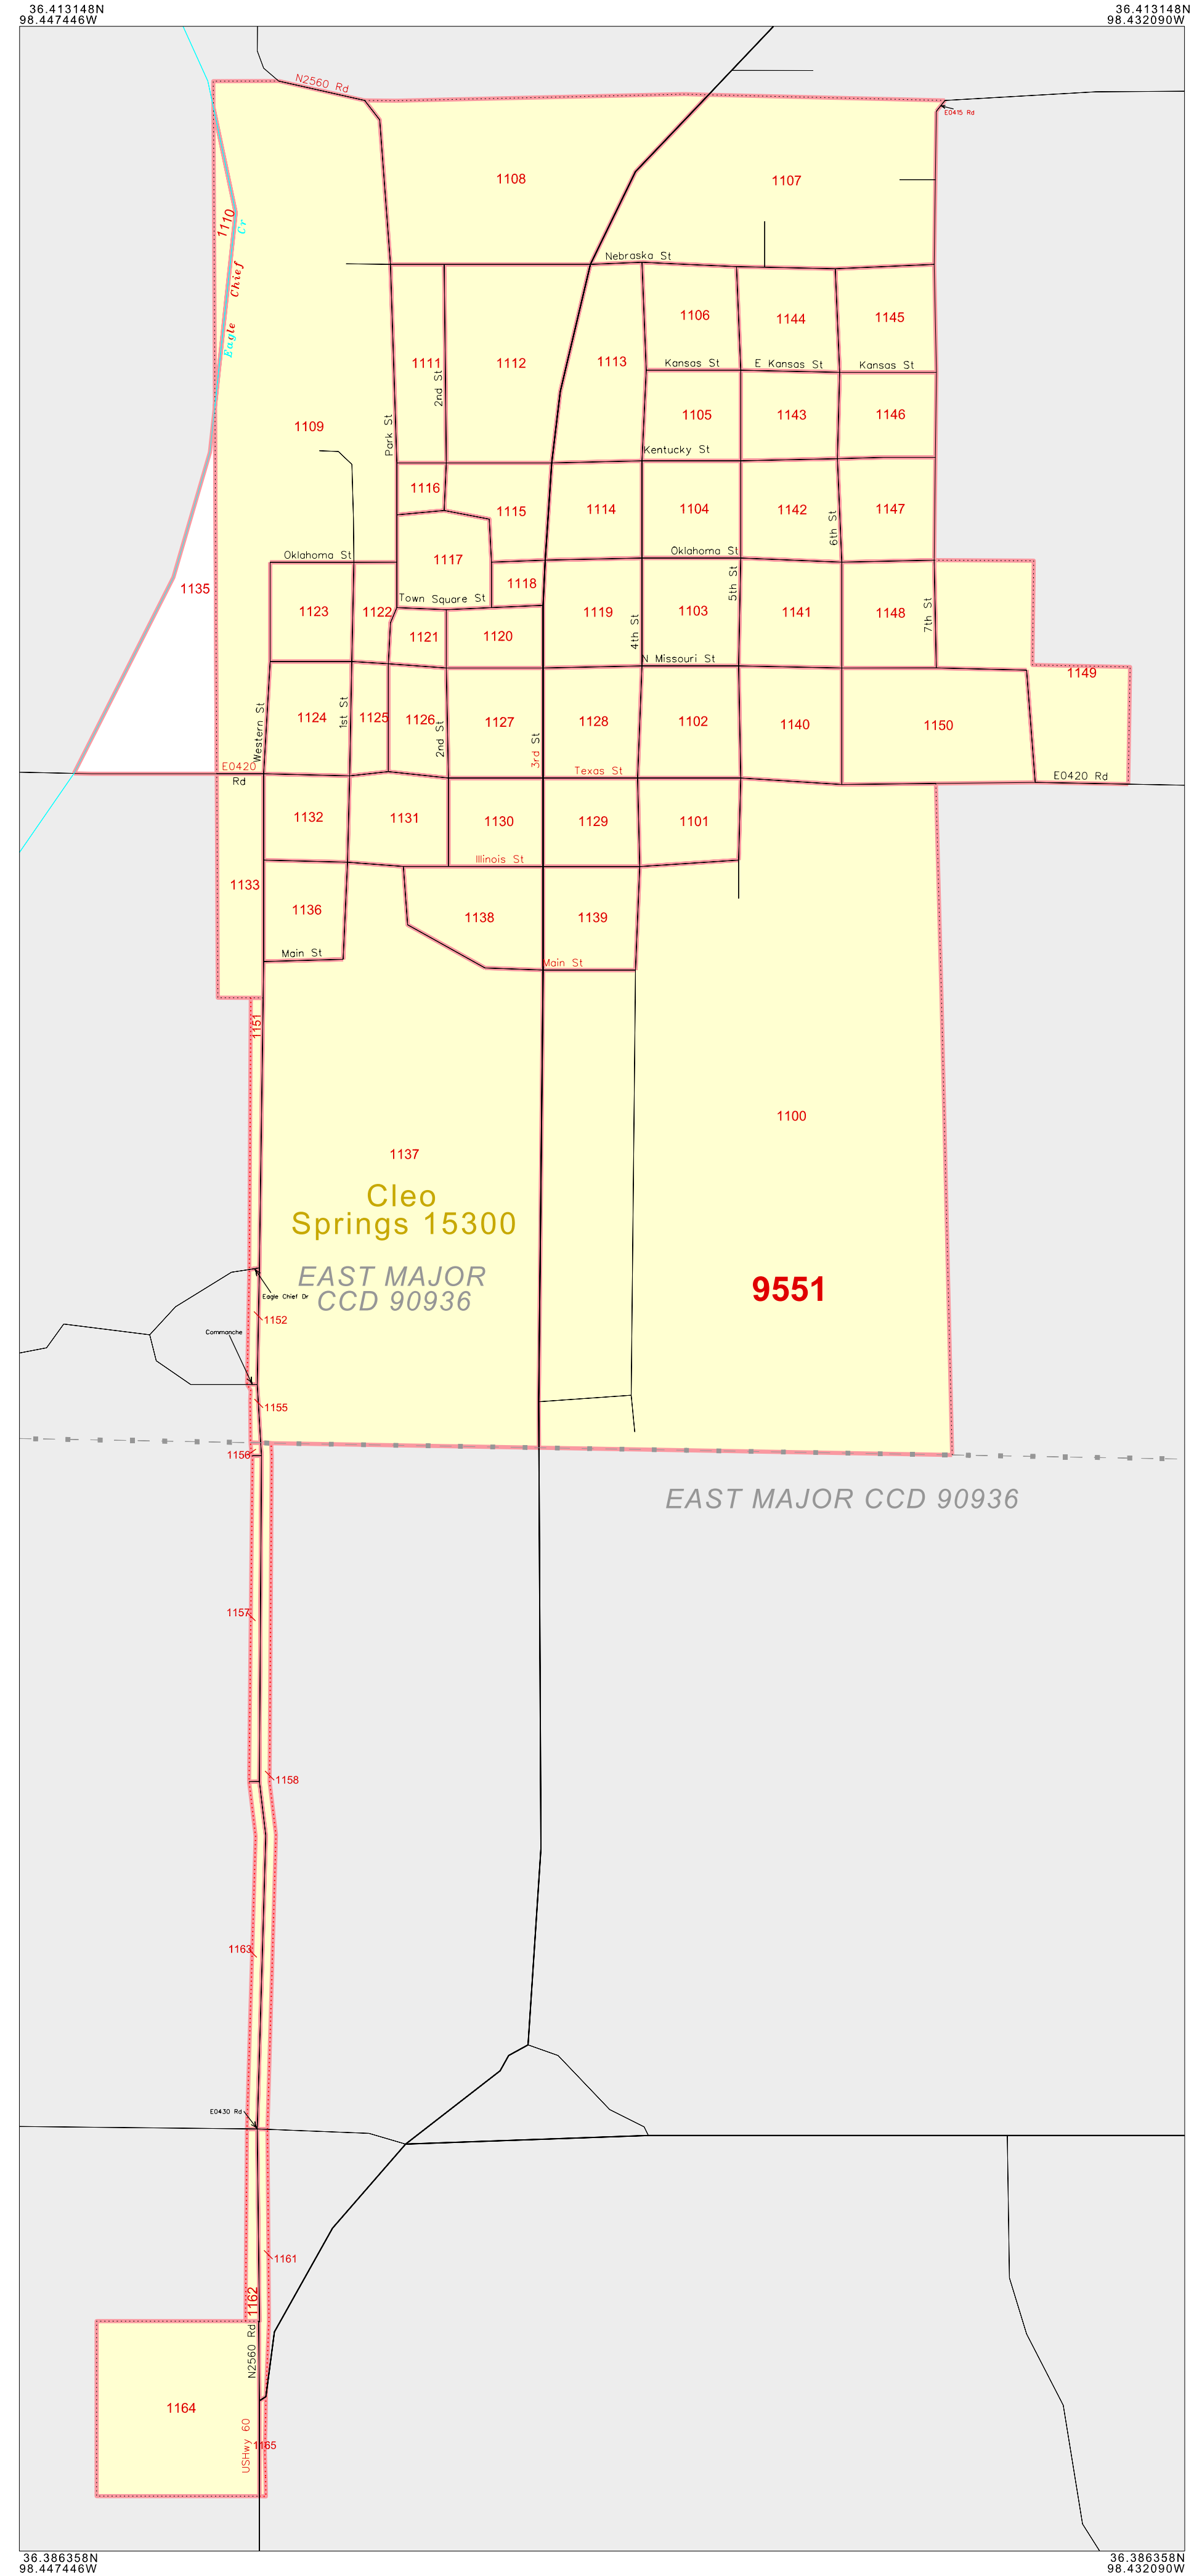 36.413148N
98.447446W
36.413148N
98.432090W
N2560 Rd
E0415 Rd
1108
1107
1110
Eagle Chief Cr
Nebraska St
1106
1144
1145
1111
1112
1113
2nd St
Kansas St
E Kansas St
Kansas St
1105
1143
1146
1109
Park St
Kentucky St
1116
1115
1114
1104
1142
6th St
1147
Oklahoma St
1117
Oklahoma St
1135
1118
5th St
1123
1122
Town Square St
1119
1103
1141
1148
7th St
1121
1120
4th St
N Missouri St
1149
Western St
1124
1st St
1125
1126
2nd St
1127
3rd St
1128
1102
1140
1150
E0420
Rd
Texas St
E0420 Rd
1132
1131
1130
1129
1101
Illinois St
1133
1136
1138
1139
Main St
Main St
1151
1100
1137
Cleo
Springs 15300
EAST MAJOR
CCD 90936
9551
Eagle Chief Dr
1152
Commanche
1155
1156
EAST MAJOR CCD 90936
1157
1158
1163
E0430 Rd
1161
1162
N2560 Rd
1164
USHwy 60
1165
36.386358N
98.447446W
36.386358N
98.432090W